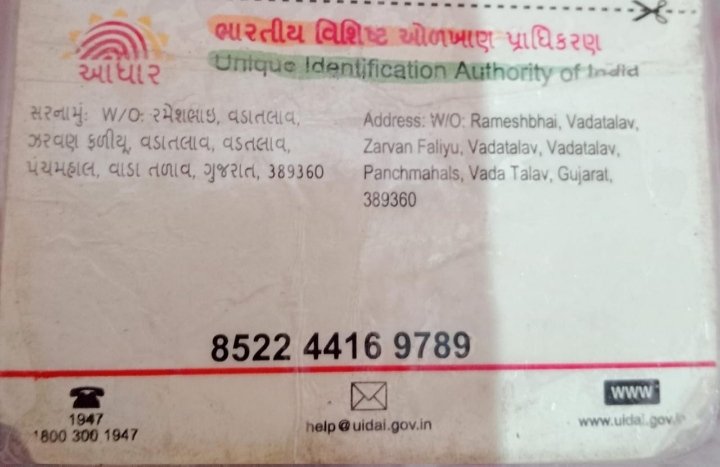 ભારતીય વિશિષ્ટ ઓળખાણ પ્રાધિકરણ
Unique Identification Authority of India
આધાર
સરનામું: W/O: રમેશભાઇ, વડાતલાવ,
ઝરવણ ફળીયૂ, વડાતલાવ, વડતલાવ,
પંચમહાલ, વાડા તળાવ, ગુજરાત, 389360
Address: W/O: Rameshbhai, Vadatalav,
Zarvan Faliyu, Vadatalav, Vadatalav,
Panchmahals, Vada Talav, Gujarat,
389360
8522 4416 9789
1947
1800 300 1947
help@uidai.gov.in
www
www.uidai.gov.in